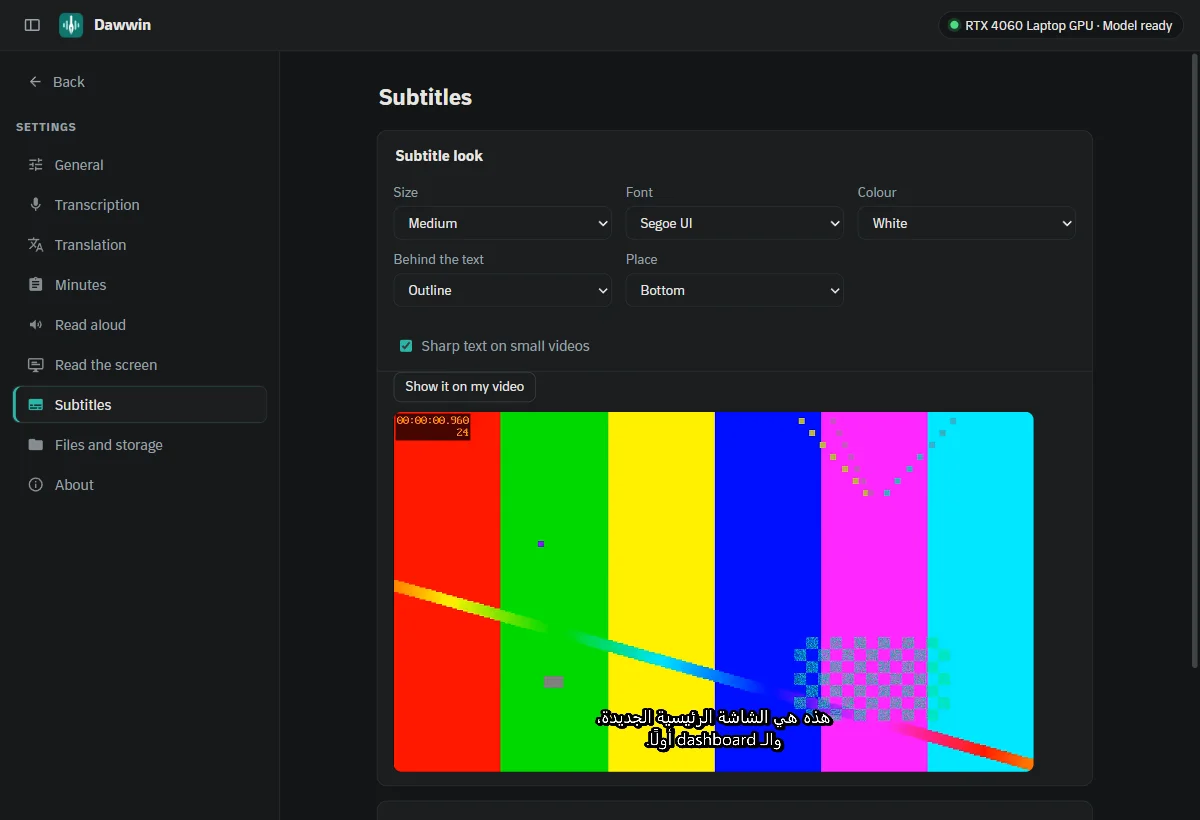 Dawwin
RTX 4060 Laptop GPU · Model ready
Back
SETTINGS
General
Transcription
Translation
Minutes
Read aloud
Read the screen
Subtitles
Files and storage
About
Subtitles
Subtitle look
Size
Font
Colour
Medium
Segoe UI
White
Behind the text
Place
Outline
Bottom
Sharp text on small videos
Show it on my video
00:00:00.960
24
هذه هي الشاشة الرئيسية الجديدة،
والـ dashboard أولًا.